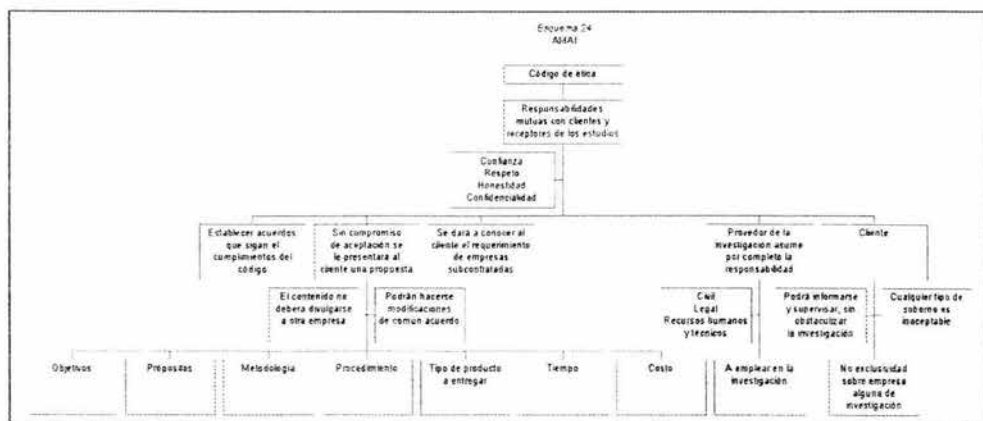 Esquema 24
AMAI
Código de ética
Responsabilidades
mutuas con clientes y
receptores de los estudios
Confianza
Respeto
Honestidad
Confidencialidad
Establecer acuerdos
que sigan el
cumplimientos del
código
Sin compromiso
de aceptación se
le presentara al
cliente una propuesta
Se dará a conocer al
cliente el requerimiento
de empresas
subcontratadas
Provedor de la
investigación asume
por completo la
responsabilidad
Cliente
El contenido no
debera divulgarse
a otra empresa
Podrán hacerse
modificaciones
de común acuerdo
Civil
Legal
Recursos humanos
y técnicos
Podrá informarse
y supervisar, sin
obstaculizar
la investigación
Cualquier tipo de
soborno es
inaceptable
Objetivos
Propositos
Metodología
Procedimiento
Tipo de producto
a entregar
Tiempo
Costo
A emplear en la
investigación
No exclusividad
sobre empresa
alguna de
investigación